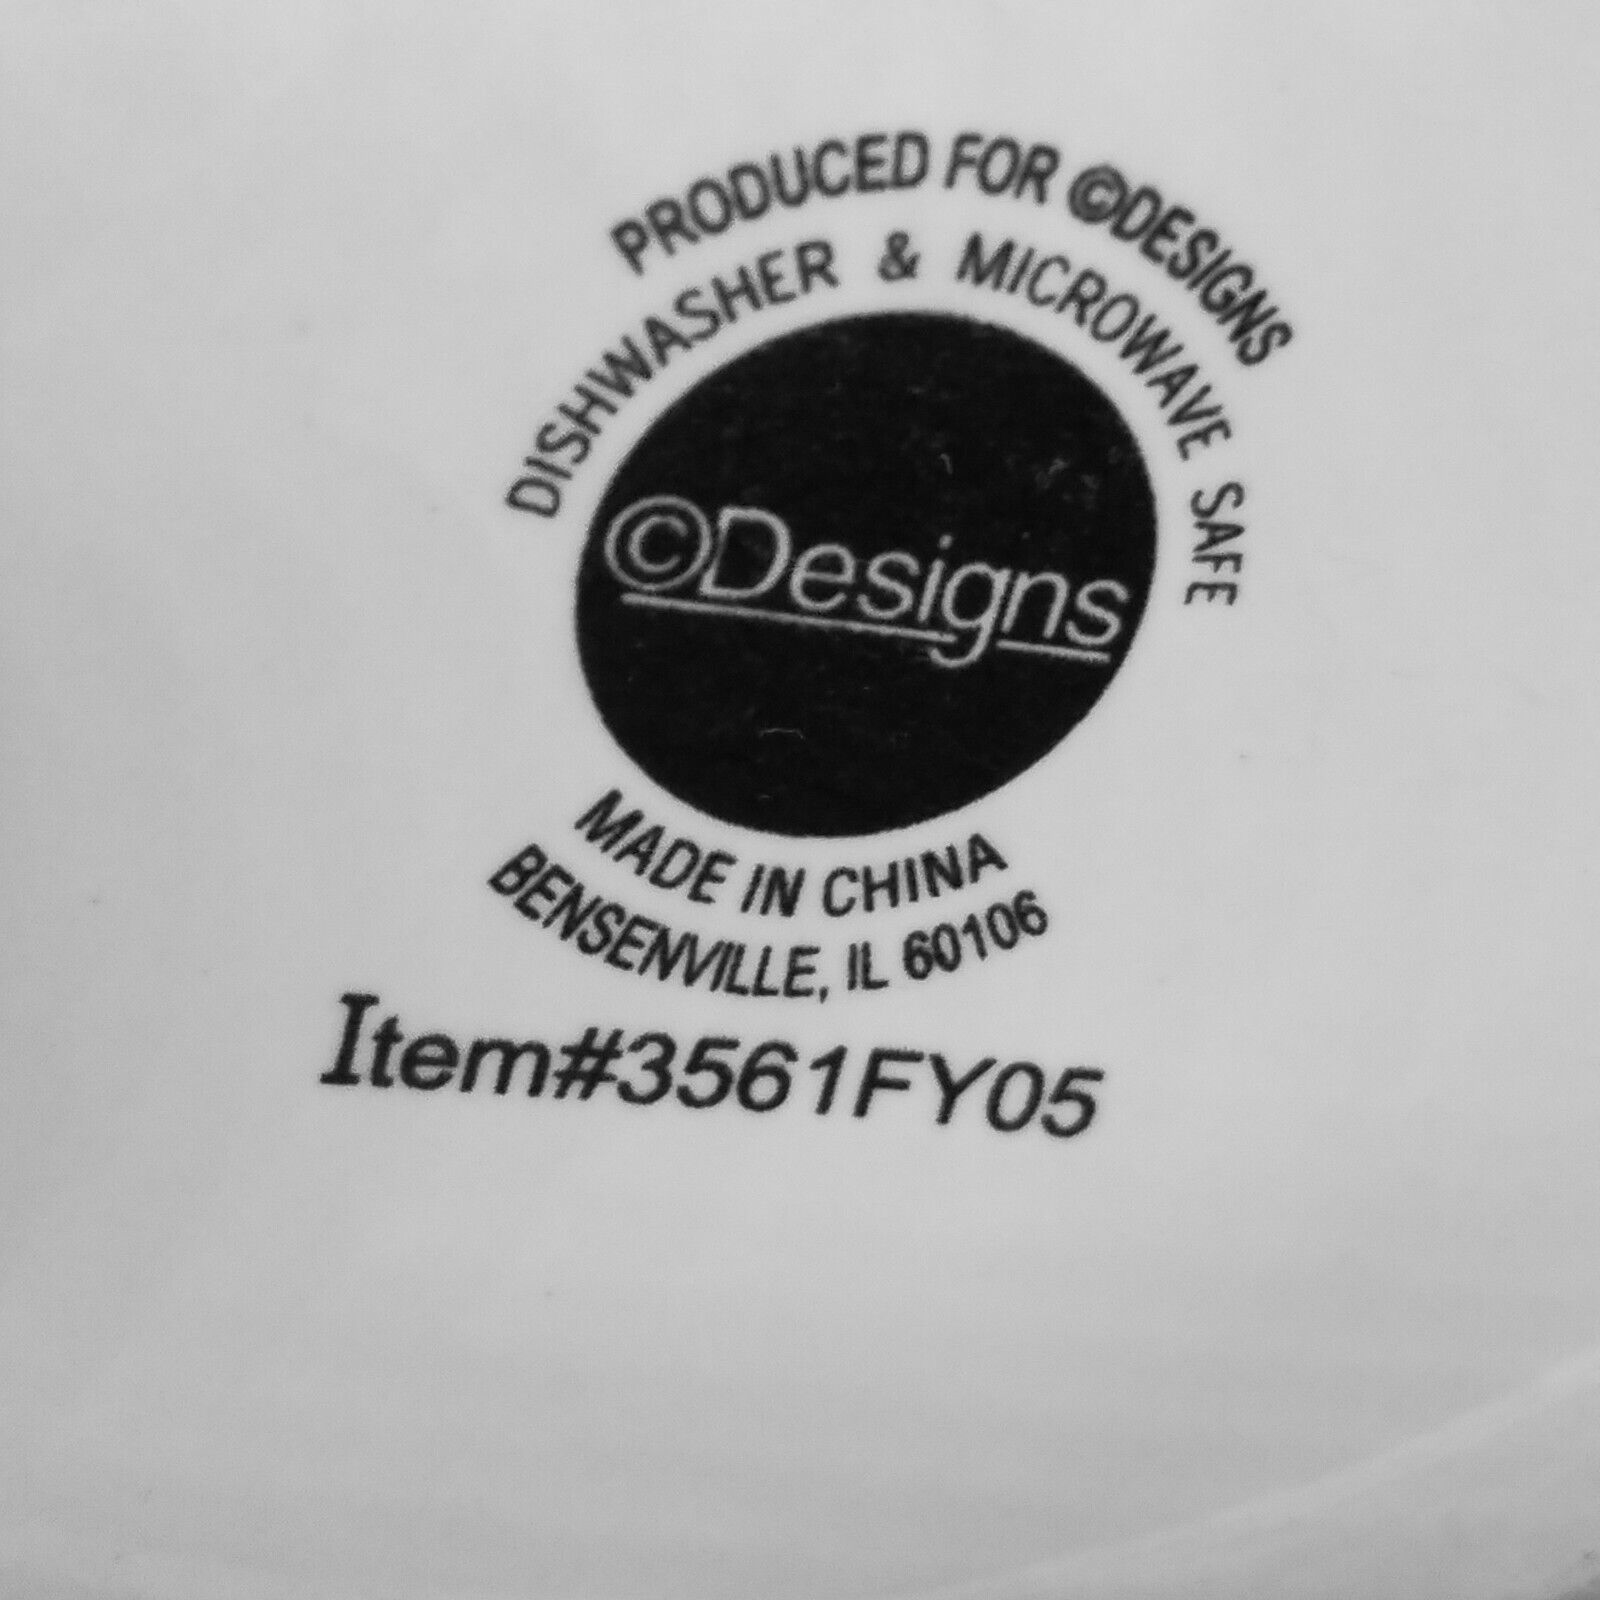 PRODUCED FOR ©DESIGNS
DISHWASHER & MICROWAVE SAFE
©Designs
MADE IN CHINA
BENSENVILLE, IL 60106
Item#3561FY05